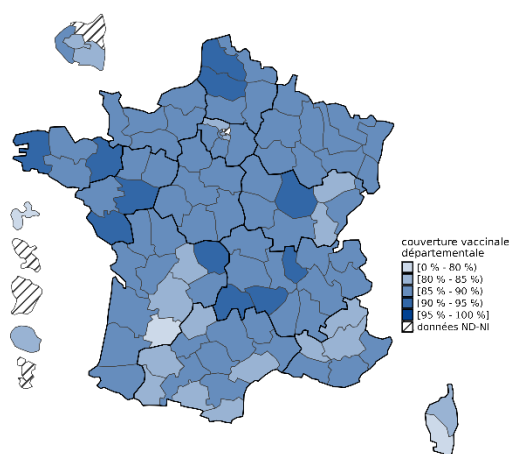 couverture vaccinale
départementale
[0 % - 80 %)
[80 % - 85 %)
[85 % - 90 %)
[90 % - 95 %)
[95 % - 100 %]
données ND-NI